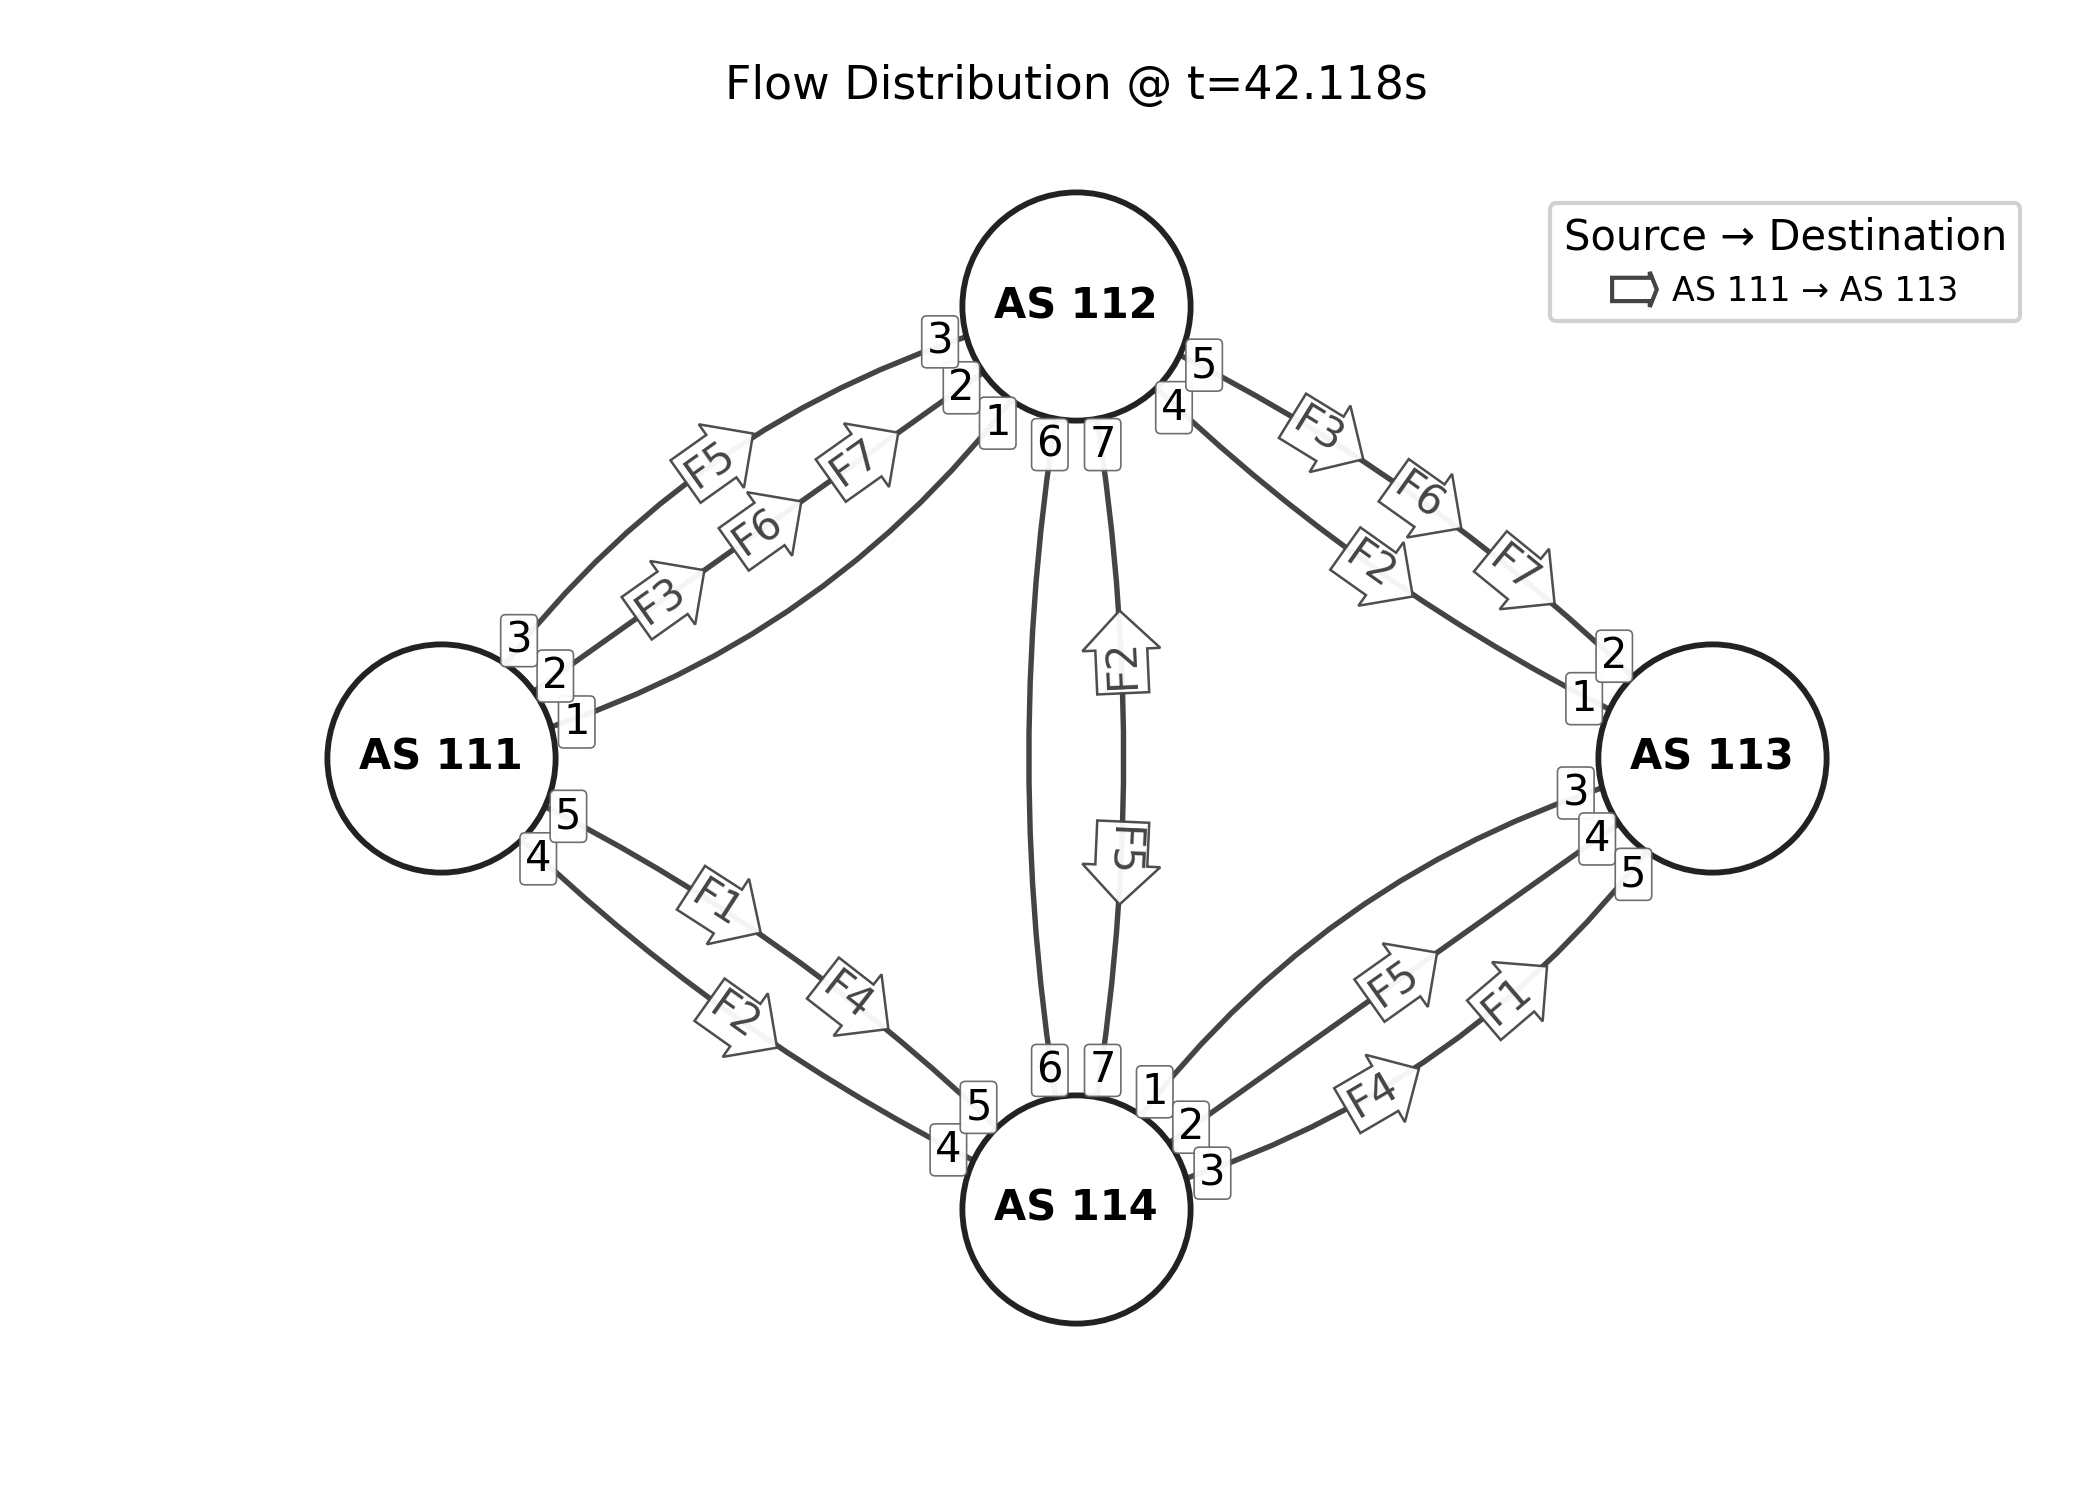 Flow Distribution @ t=42.118s
Source → Destination
AS 111 → AS 113
AS 112
3
2
1
6
7
4
5
F5
F7
F6
F3
F3
F6
F2
F7
3
2
1
AS 111
5
4
2
1
AS 113
3
4
5
F2
F5
F1
F4
F2
F5
F1
F4
5
4
6
7
1
2
3
AS 114